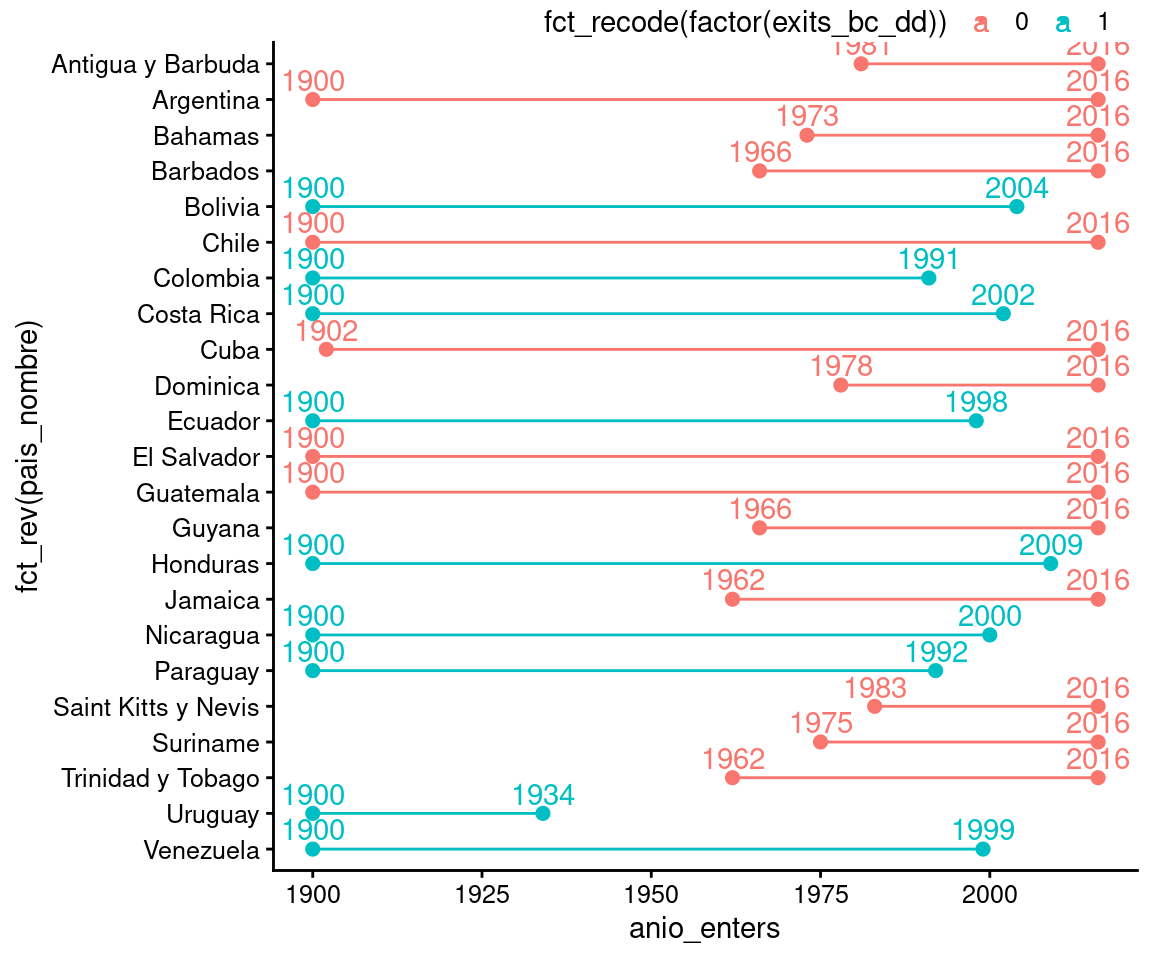 fct_recode(factor(exits_bc_dd)) a 0 a 1
1981 2016
Antigua y Barbuda
1900 2016
Argentina
1973 2016
Bahamas
1966 2016
Barbados
1900 2004
Bolivia
1900 2016
Chile
1900 1991
Colombia
1900 2002
Costa Rica
1902 2016
Cuba
1978 2016
Dominica
1900 1998
Ecuador
1900 2016
El Salvador
1900 2016
Guatemala
1966 2016
Guyana
1900 2009
Honduras
1962 2016
Jamaica
1900 2000
Nicaragua
1900 1992
Paraguay
1983 2016
Saint Kitts y Nevis
1975 2016
Suriname
1962 2016
Trinidad y Tobago
1900 1934
Uruguay
1900 1999
Venezuela
fct_rev(pais_nombre)
1900 1925 1950 1975 2000
anio_enters